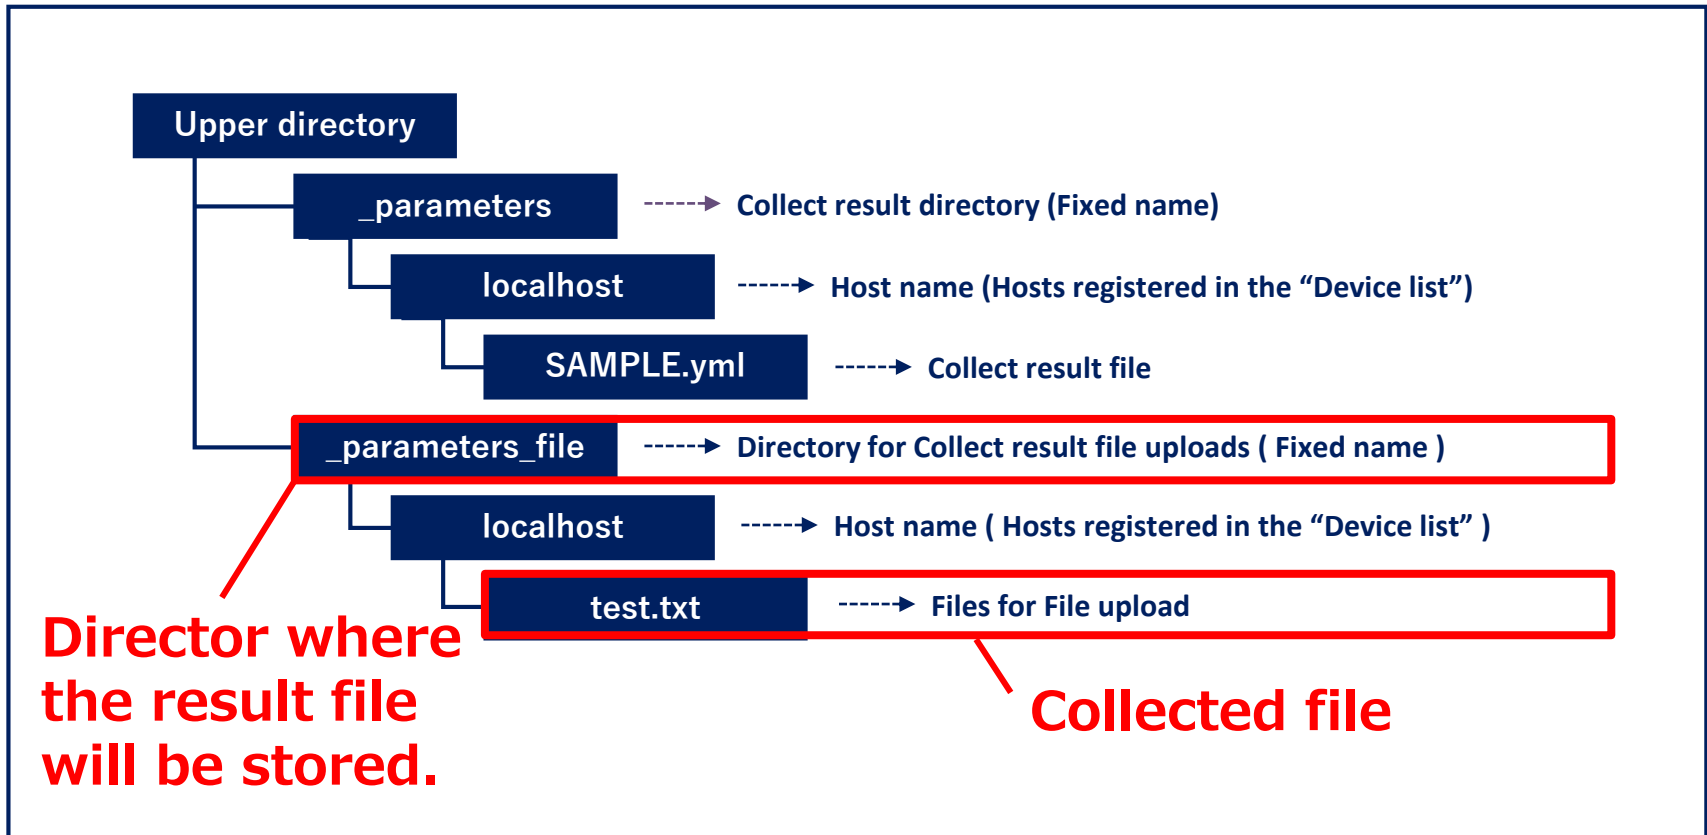 Upper directory
_parameters
Collect result directory (Fixed name)
localhost
Host name (Hosts registered in the “Device list”)
SAMPLE.yml
Collect result file
_parameters_file
Directory for Collect result file uploads ( Fixed name )
localhost
Host name ( Hosts registered in the “Device list” )
test.txt
Files for File upload
Director where
the result file
will be stored.
Collected file